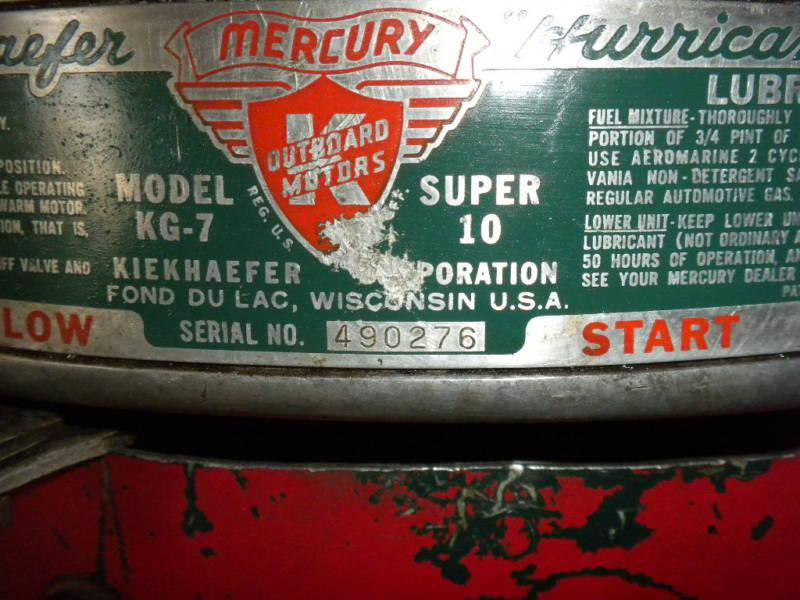 aefer MERCURY Hurrica
OUTBOARD
MOTORS
K
REG. U.S.
Y.
POSITION.
LE OPERATING
WARM MOTOR.
ION, THAT IS,
FF VALVE AND
MODEL SUPER
KG-7 10
KIEKHAEFER PORATION
FOND DU LAC, WISCONSIN U.S.A.
SERIAL NO. 490276
LOW
START
LUBR
FUEL MIXTURE - THOROUGHLY
PORTION OF 3/4 PINT OF
USE AEROMARINE 2 CYC
VANIA NON-DETERGENT SA
REGULAR AUTOMOTIVE GAS.
LOWER UNIT - KEEP LOWER UN
LUBRICANT (NOT ORDINARY A
50 HOURS OF OPERATION, AN
SEE YOUR MERCURY DEALER
PA